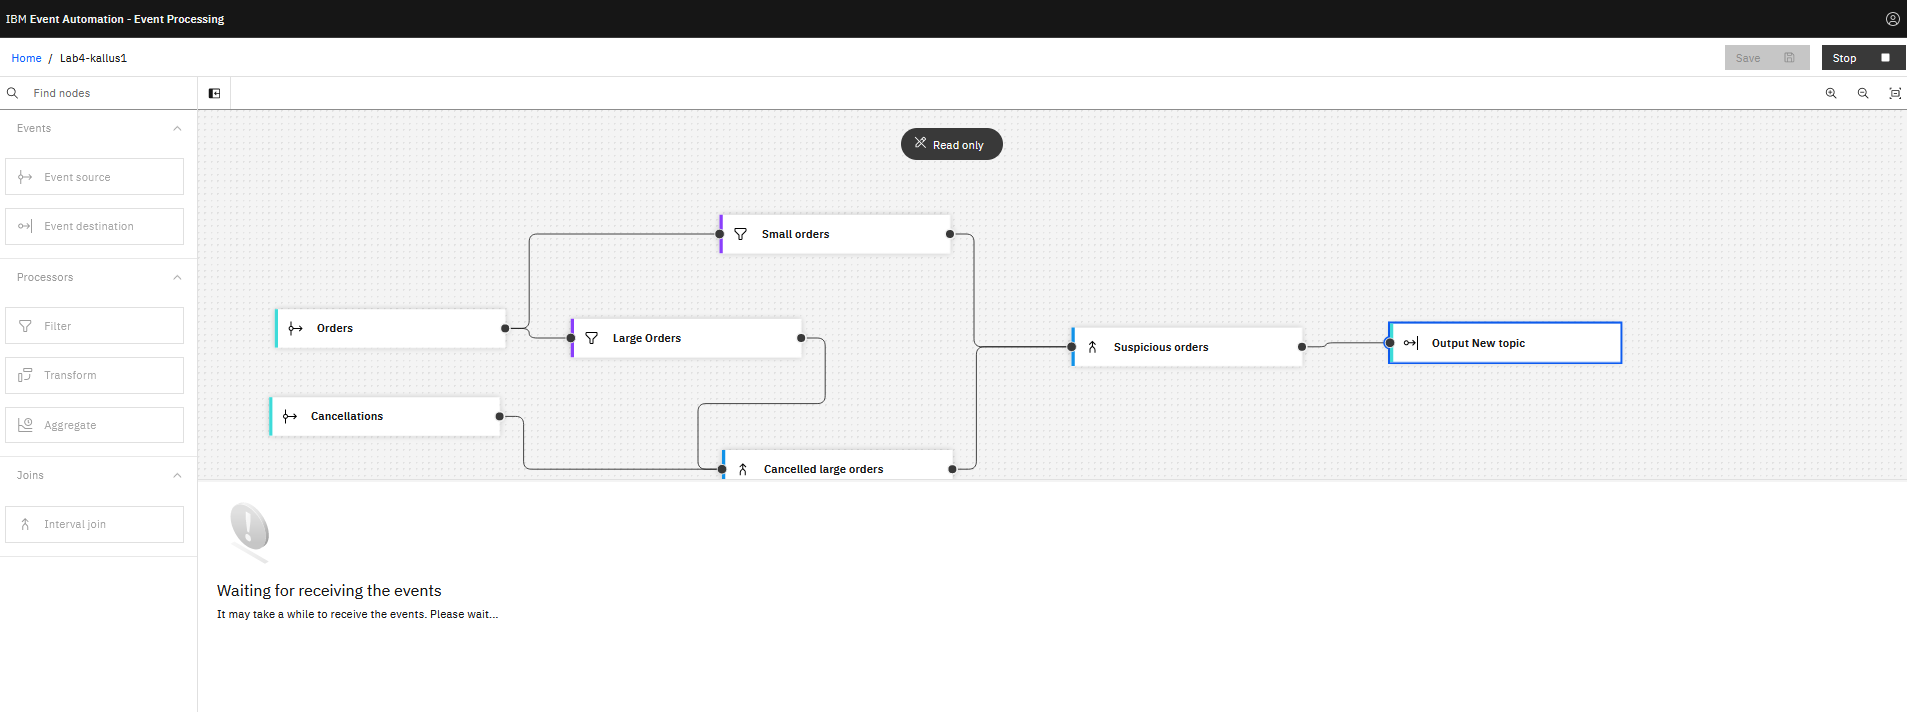 IBM Event Automation - Event Processing
Home / Lab4-kallus1
Save
Stop
Find nodes
Events
Event source
Event destination
Processors
Filter
Transform
Aggregate
Joins
Interval join
Read only
Small orders
Orders
Large Orders
Suspicious orders
Output New topic
Cancellations
Cancelled large orders
Waiting for receiving the events
It may take a while to receive the events. Please wait...